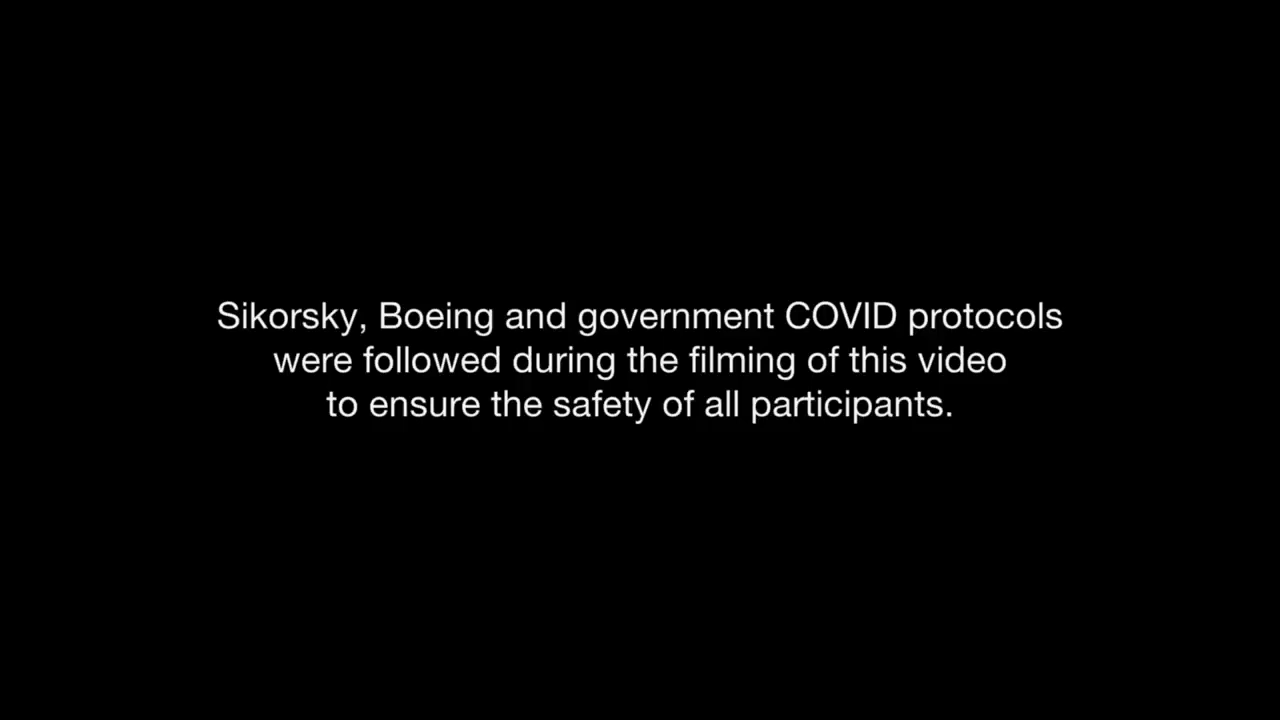 Sikorsky, Boeing and government COVID protocols
were followed during the filming of this video
to ensure the safety of all participants.